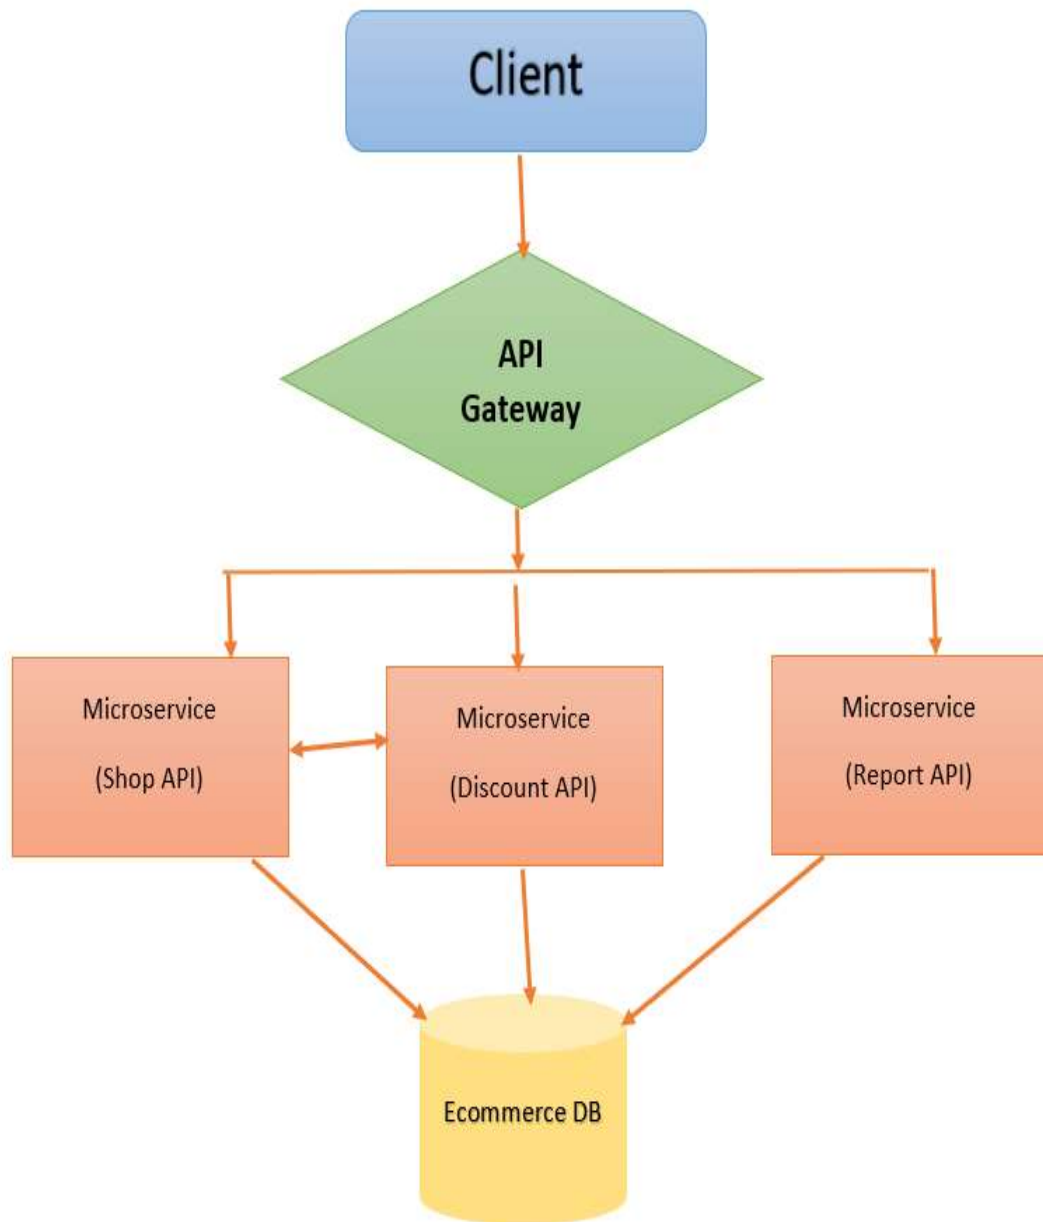 Client
API
Gateway
Microservice
(Shop API)
Microservice
(Discount API)
Microservice
(Report API)
Ecommerce DB